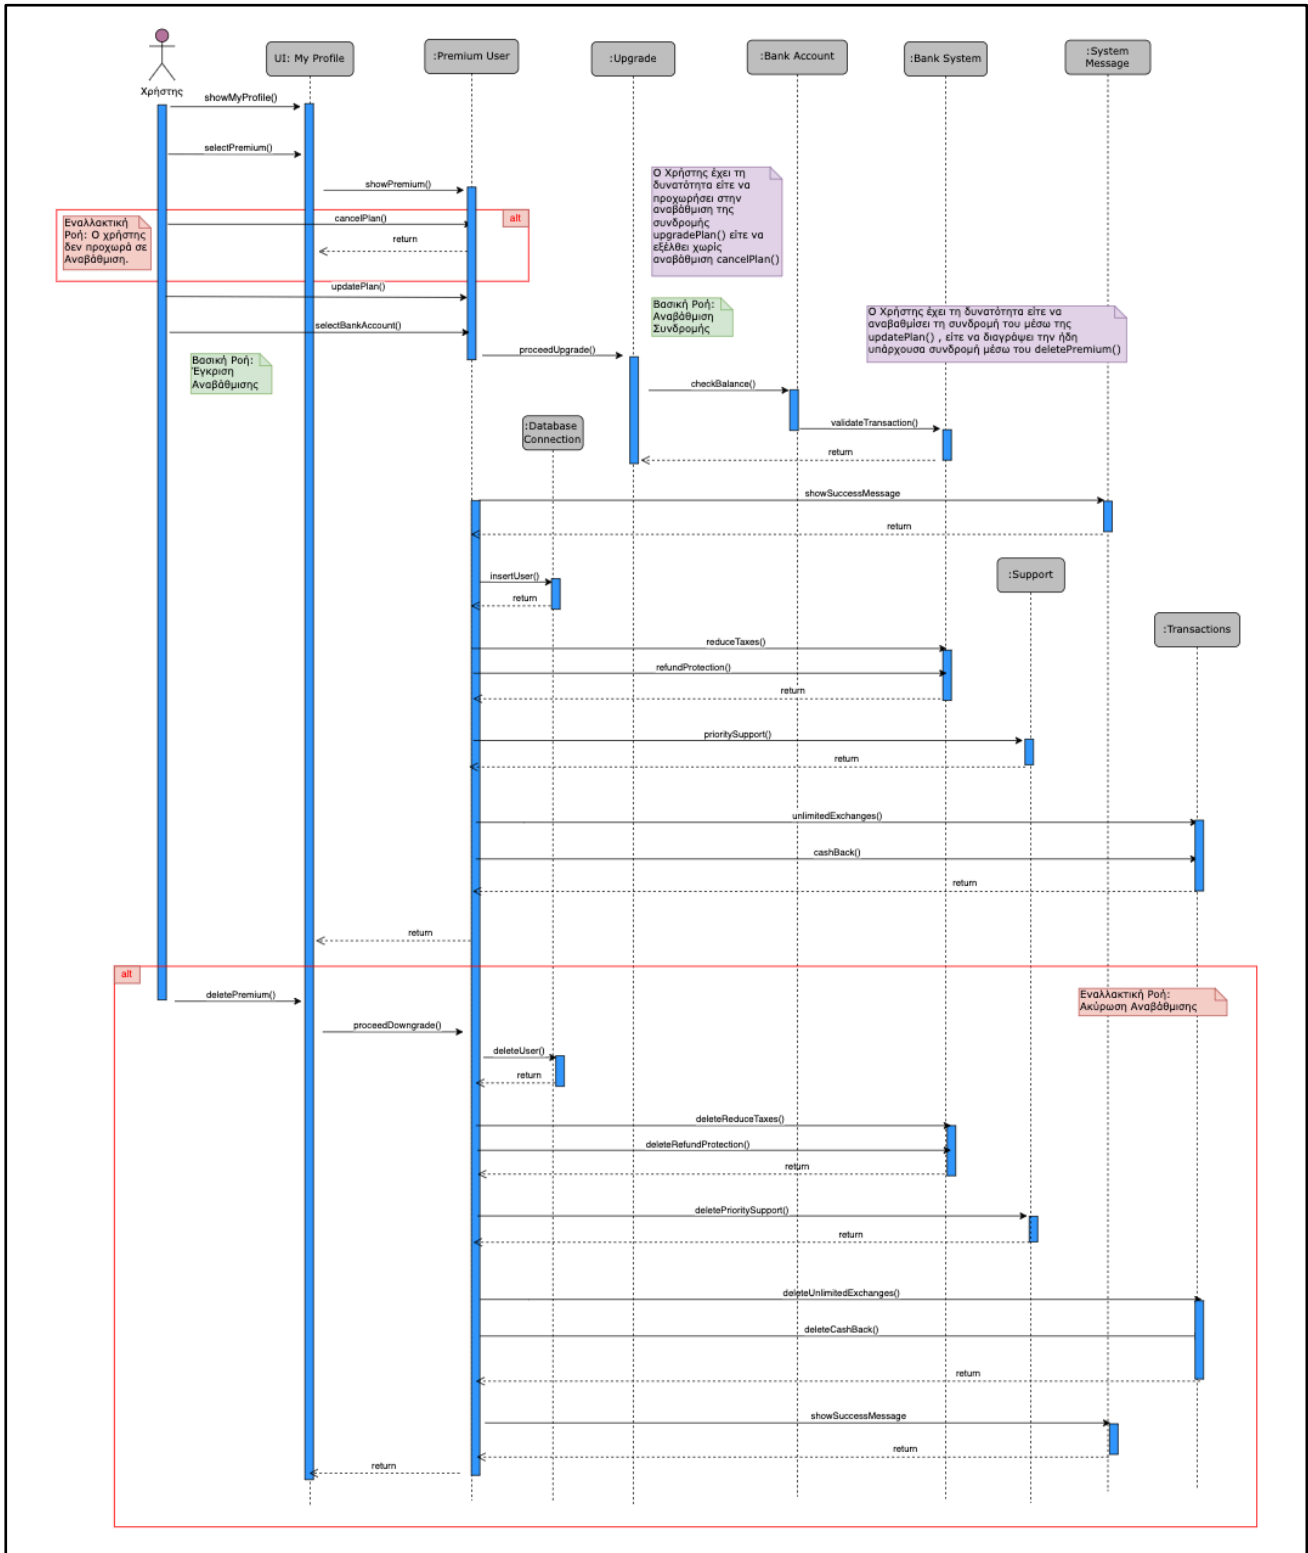 Χρήστης
UI: My Profile
:Premium User
:Upgrade
:Bank Account
:Bank System
:System
Message
showMyProfile()
selectPremium()
showPremium()
Ο Χρήστης έχει τη
δυνατότητα είτε να
προχωρήσει στην
αναβάθμιση της
συνδρομής
upgradePlan() είτε να
εξέλθει χωρίς
αναβάθμιση cancelPlan()
alt
Εναλλακτική
Ροή: Ο χρήστης
δεν προχωρά σε
Αναβάθμιση.
cancelPlan()
return
updatePlan()
Βασική Ροή:
Αναβάθμιση
Συνδρομής
Ο Χρήστης έχει τη δυνατότητα είτε να
αναβαθμίσει τη συνδρομή του μέσω της
updatePlan() , είτε να διαγράψει την ήδη
υπάρχουσα συνδρομή μέσω του deletePremium()
selectBankAccount()
proceedUpgrade()
Βασική Ροή:
Έγκριση
Αναβάθμισης
checkBalance()
:Database
Connection
validateTransaction()
return
showSuccessMessage
return
:Support
insertUser()
return
:Transactions
reduceTaxes()
refundProtection()
return
prioritySupport()
return
unlimitedExchanges()
cashBack()
return
return
alt
deletePremium()
Εναλλακτική Ροή:
Ακύρωση Αναβάθμισης
proceedDowngrade()
deleteUser()
return
deleteReduceTaxes()
deleteRefundProtection()
return
deletePrioritySupport()
return
deleteUnlimitedExchanges()
deleteCashBack()
return
showSuccessMessage
return
return